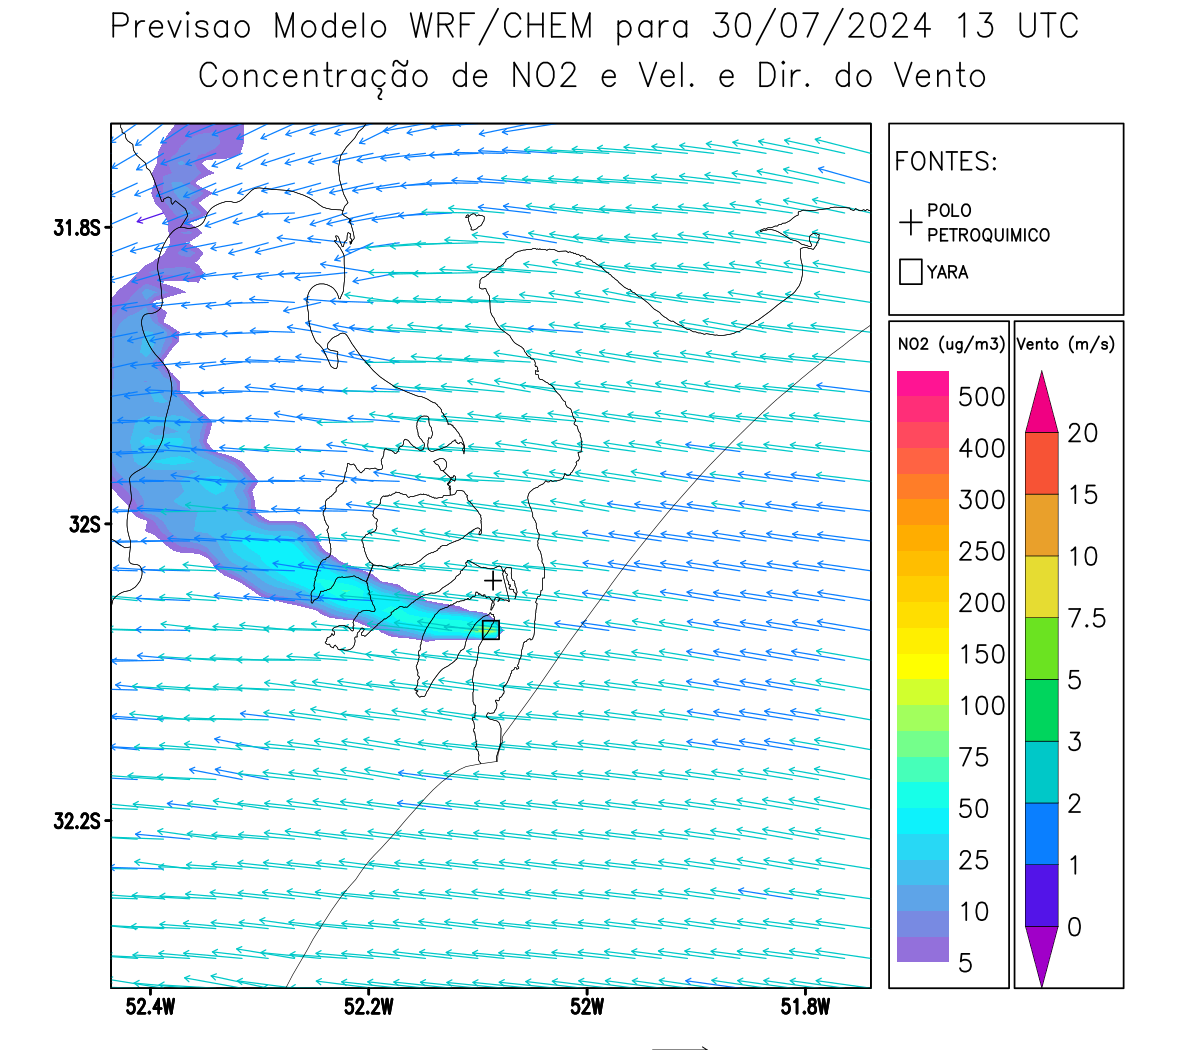 Previsao Modelo WRF/CHEM para 30/07/2024 13 UTC
Concentração de NO2 e Vel. e Dir. do Vento
FONTES:
POLO
PETROQUIMICO
YARA
NO2 (ug/m3)
500
400
300
250
200
150
100
75
50
25
10
5
Vento (m/s)
20
15
10
7.5
5
3
2
1
0
31.8S
32S
32.2S
52.4W
52.2W
52W
51.8W